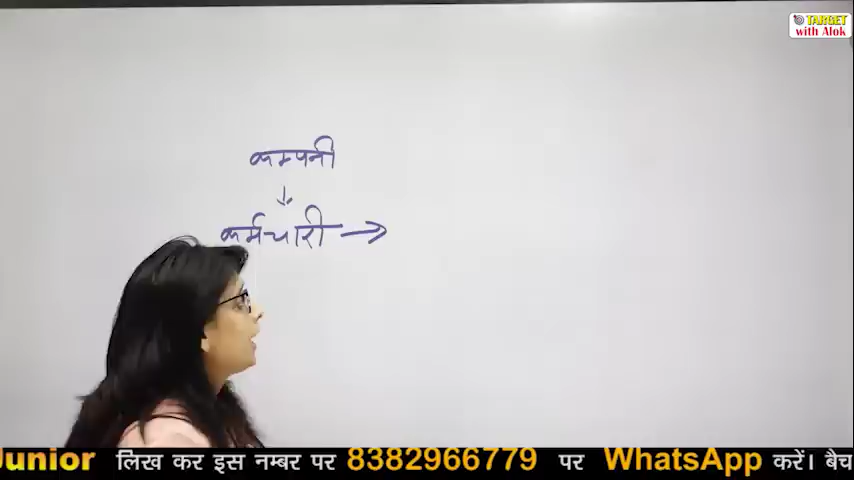 TARGET
with Alok
कम्पनी
↓
कर्मचारी →
Junior लिख कर इस नम्बर पर 8382966779 पर WhatsApp करें। बैच